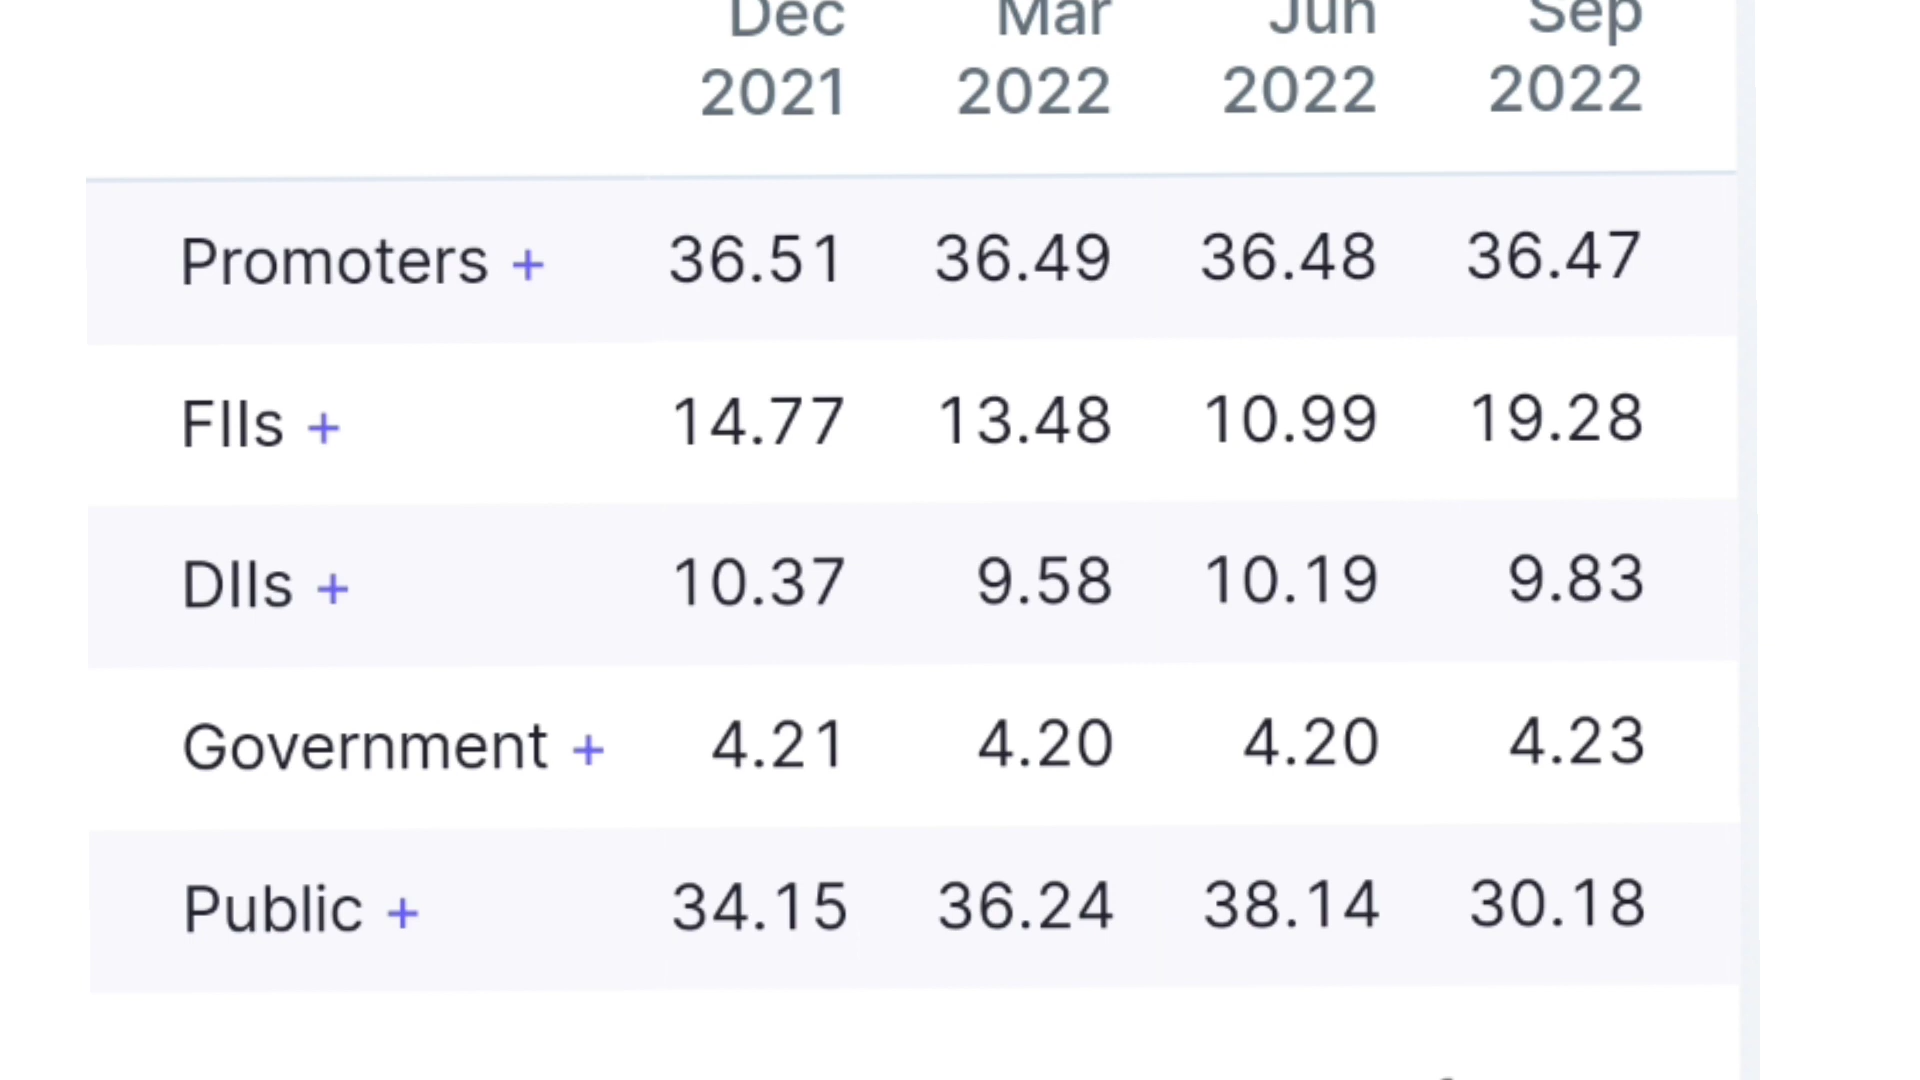 Dec Mar Jun Sep
2021 2022 2022 2022
Promoters + 36.51 36.49 36.48 36.47
FIIs + 14.77 13.48 10.99 19.28
DIIs + 10.37 9.58 10.19 9.83
Government + 4.21 4.20 4.20 4.23
Public + 34.15 36.24 38.14 30.18